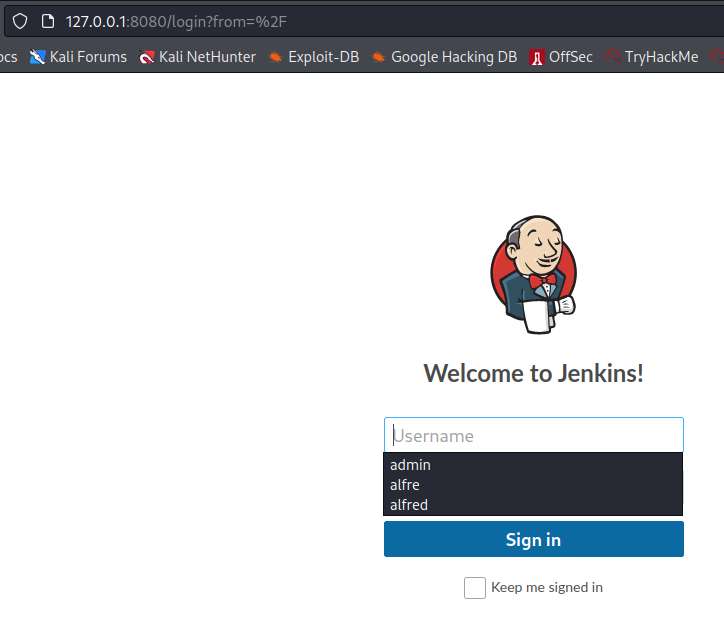 127.0.0.1:8080/login?from=%2F
ocs Kali Forums Kali NetHunter Exploit-DB Google Hacking DB OffSec TryHackMe
Welcome to Jenkins!
Username
admin
alfre
alfred
Sign in
Keep me signed in